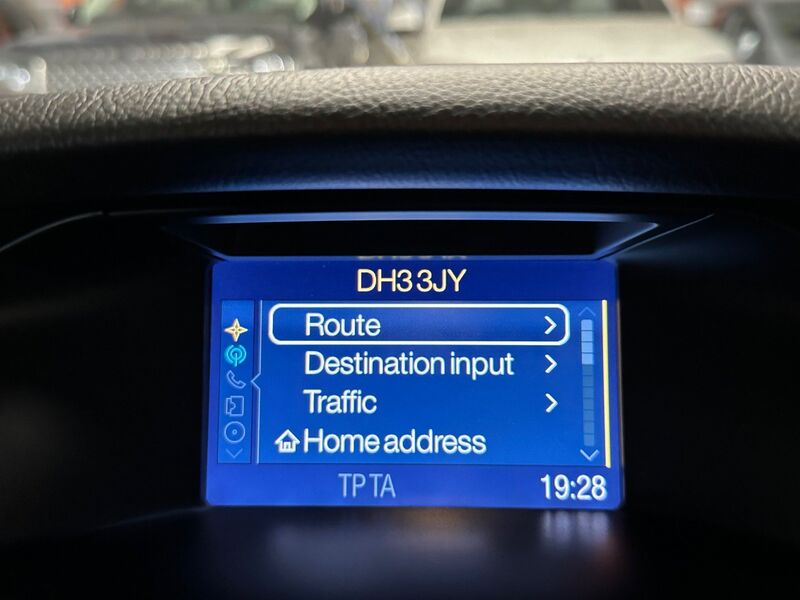 DH3 3JY
Route
Destination input
Traffic
Home address
TP TA
19:28